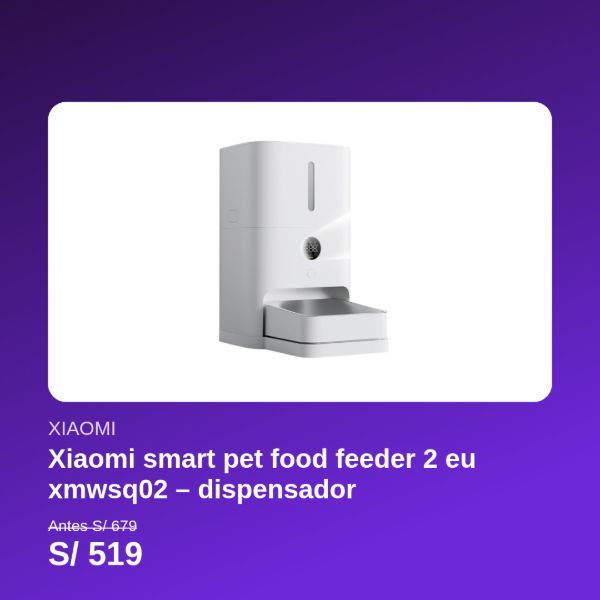 XIAOMI
Xiaomi smart pet food feeder 2 eu
xmwsq02 – dispensador
Antes S/ 679
S/ 519